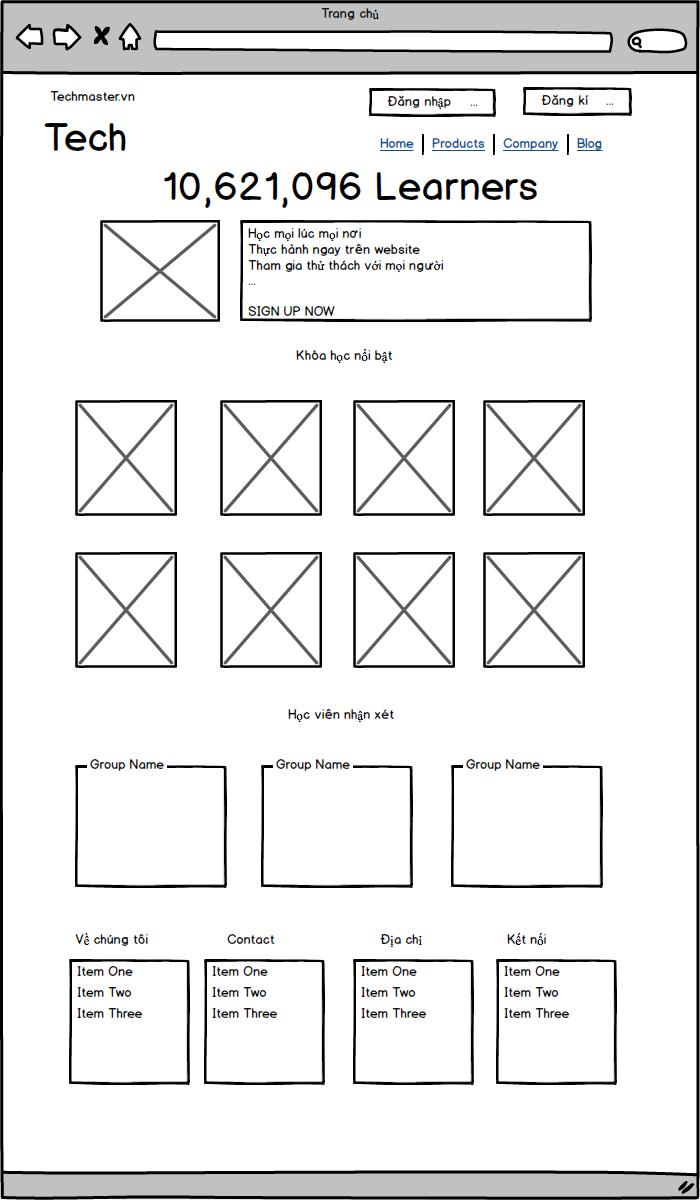 Trang chủ
Techmaster.vn
Đăng nhập ...
Đăng kí ...
Tech
Home Products Company Blog
10,621,096 Learners
Học mọi lúc mọi nơi
Thực hành ngay trên website
Tham gia thử thách với mọi người
...
SIGN UP NOW
Khóa học nổi bật
Học viên nhận xét
Group Name
Group Name
Group Name
Về chúng tôi
Item One
Item Two
Item Three
Contact
Item One
Item Two
Item Three
Địa chỉ
Item One
Item Two
Item Three
Kết nối
Item One
Item Two
Item Three